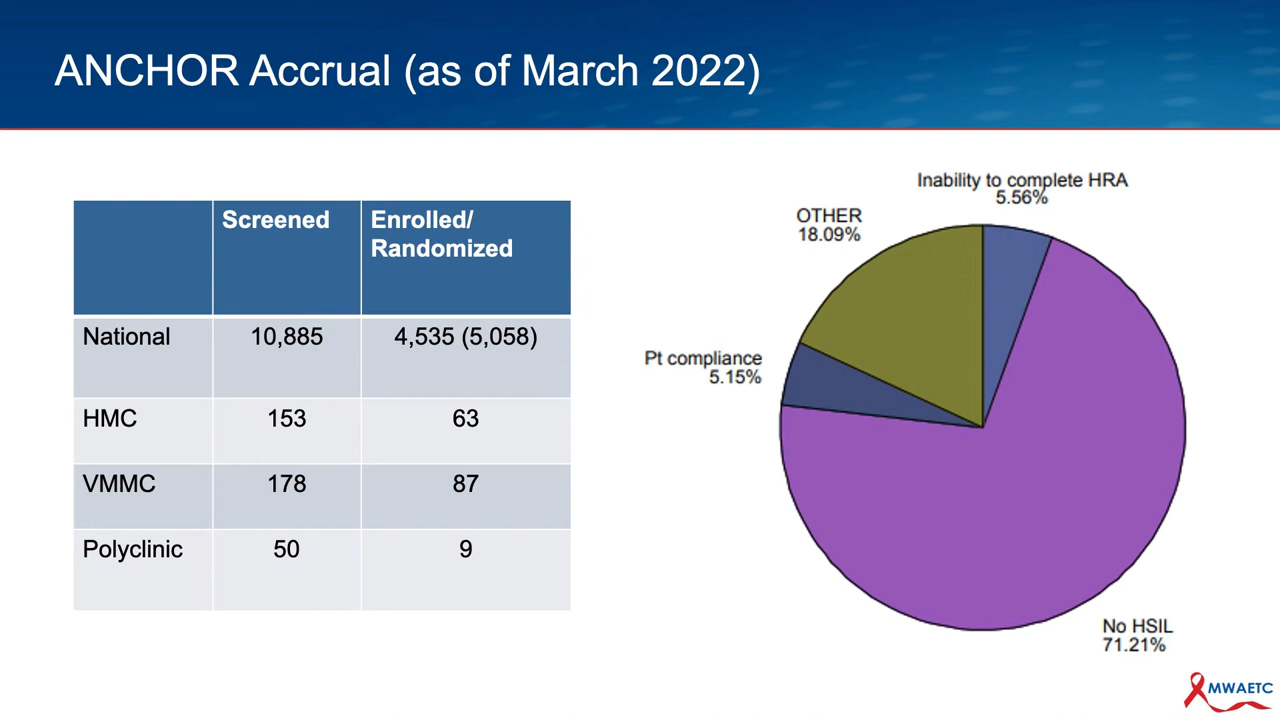 ANCHOR Accrual (as of March 2022)
Screened
Enrolled/
Randomized
National
10,885
4,535 (5,058)
HMC
153
63
VMMC
178
87
Polyclinic
50
9
Inability to complete HRA
5.56%
OTHER
18.09%
Pt compliance
5.15%
No HSIL
71.21%
MWAETC